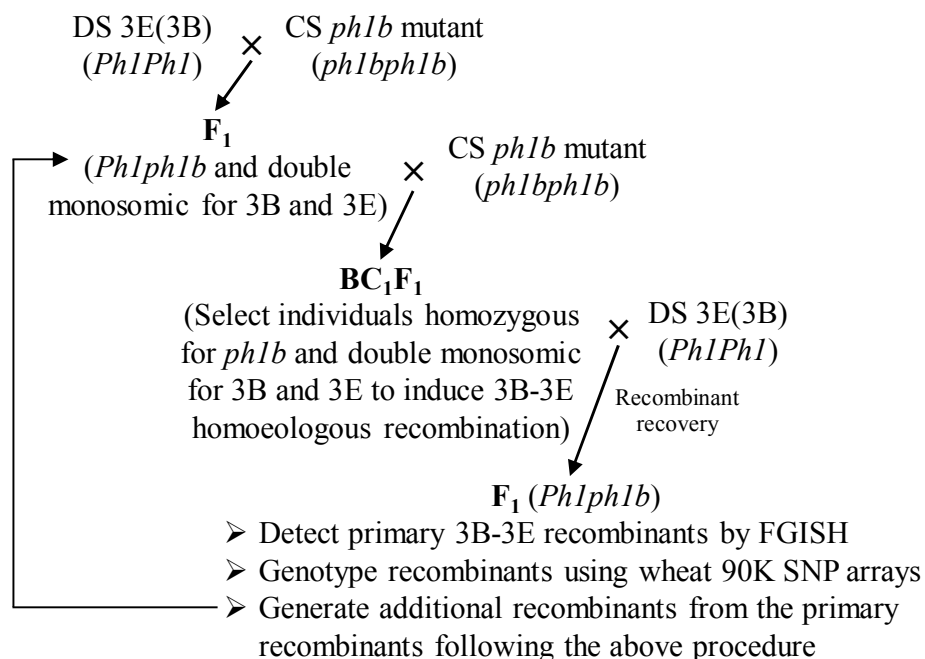 DS 3E(3B) × CS ph1b mutant
(Ph1Ph1) (ph1bph1b)
F1
(Ph1ph1b and double
monosomic for 3B and 3E)
× CS ph1b mutant
(ph1bph1b)
BC1F1
(Select individuals homozygous
for ph1b and double monosomic
for 3B and 3E to induce 3B-3E
homoeologous recombination)
× DS 3E(3B)
(Ph1Ph1)
Recombinant
recovery
F1 (Ph1ph1b)
➢ Detect primary 3B-3E recombinants by FGISH
➢ Genotype recombinants using wheat 90K SNP arrays
➢ Generate additional recombinants from the primary
recombinants following the above procedure